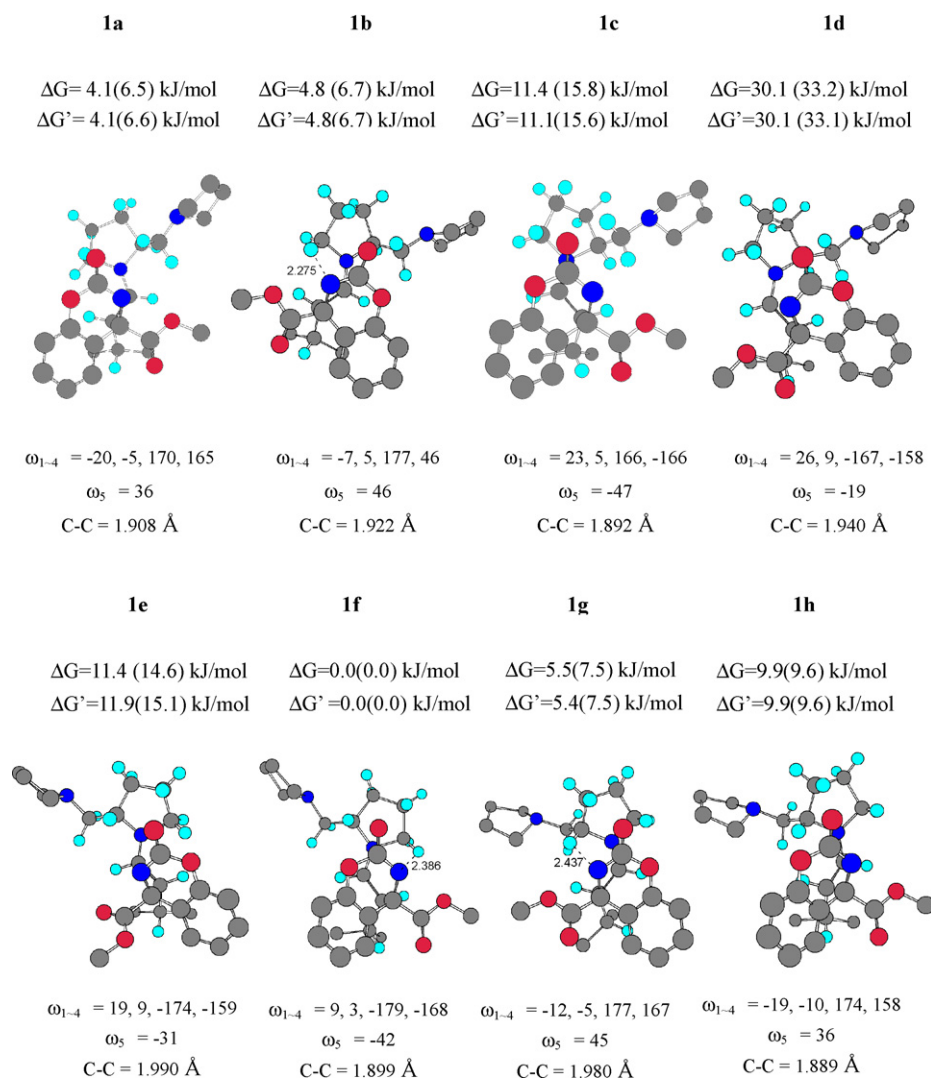 1a 1b 1c 1d
ΔG= 4.1(6.5) kJ/mol ΔG=4.8 (6.7) kJ/mol ΔG=11.4 (15.8) kJ/mol ΔG=30.1 (33.2) kJ/mol
ΔG’= 4.1(6.6) kJ/mol ΔG’=4.8(6.7) kJ/mol ΔG’=11.1(15.6) kJ/mol ΔG’=30.1 (33.1) kJ/mol
2.275
ω1~4 = -20, -5, 170, 165 ω1~4 = -7, 5, 177, 46 ω1~4 = 23, 5, 166, -166 ω1~4 = 26, 9, -167, -158
ω5 = 36 ω5 = 46 ω5 = -47 ω5 = -19
C-C = 1.908 Å C-C = 1.922 Å C-C = 1.892 Å C-C = 1.940 Å
1e 1f 1g 1h
ΔG=11.4 (14.6) kJ/mol ΔG=0.0(0.0) kJ/mol ΔG=5.5(7.5) kJ/mol ΔG=9.9(9.6) kJ/mol
ΔG’=11.9(15.1) kJ/mol ΔG’ =0.0(0.0) kJ/mol ΔG’=5.4(7.5) kJ/mol ΔG’=9.9(9.6) kJ/mol
2.386
2.437
ω1~4 = 19, 9, -174, -159 ω1~4 = 9, 3, -179, -168 ω1~4 = -12, -5, 177, 167 ω1~4 = -19, -10, 174, 158
ω5 = -31 ω5 = -42 ω5 = 45 ω5 = 36
C-C = 1.990 Å C-C = 1.899 Å C-C = 1.980 Å C-C = 1.889 Å